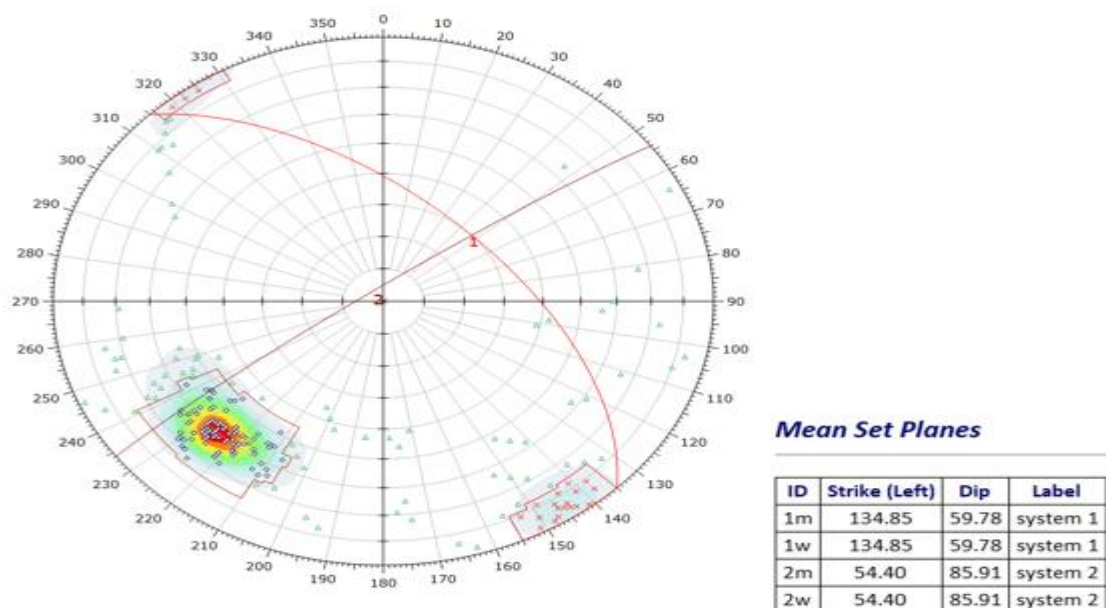 0
350 10
340 20
330 30
320 40
310 50
300 60
290 70
1
280 80
270 2 90
260 100
250 110
240 120
230 130
220 140
210 150
200 160
190 180 170
Mean Set Planes
ID Strike (Left) Dip Label
1m 134.85 59.78 system 1
1w 134.85 59.78 system 1
2m 54.40 85.91 system 2
2w 54.40 85.91 system 2